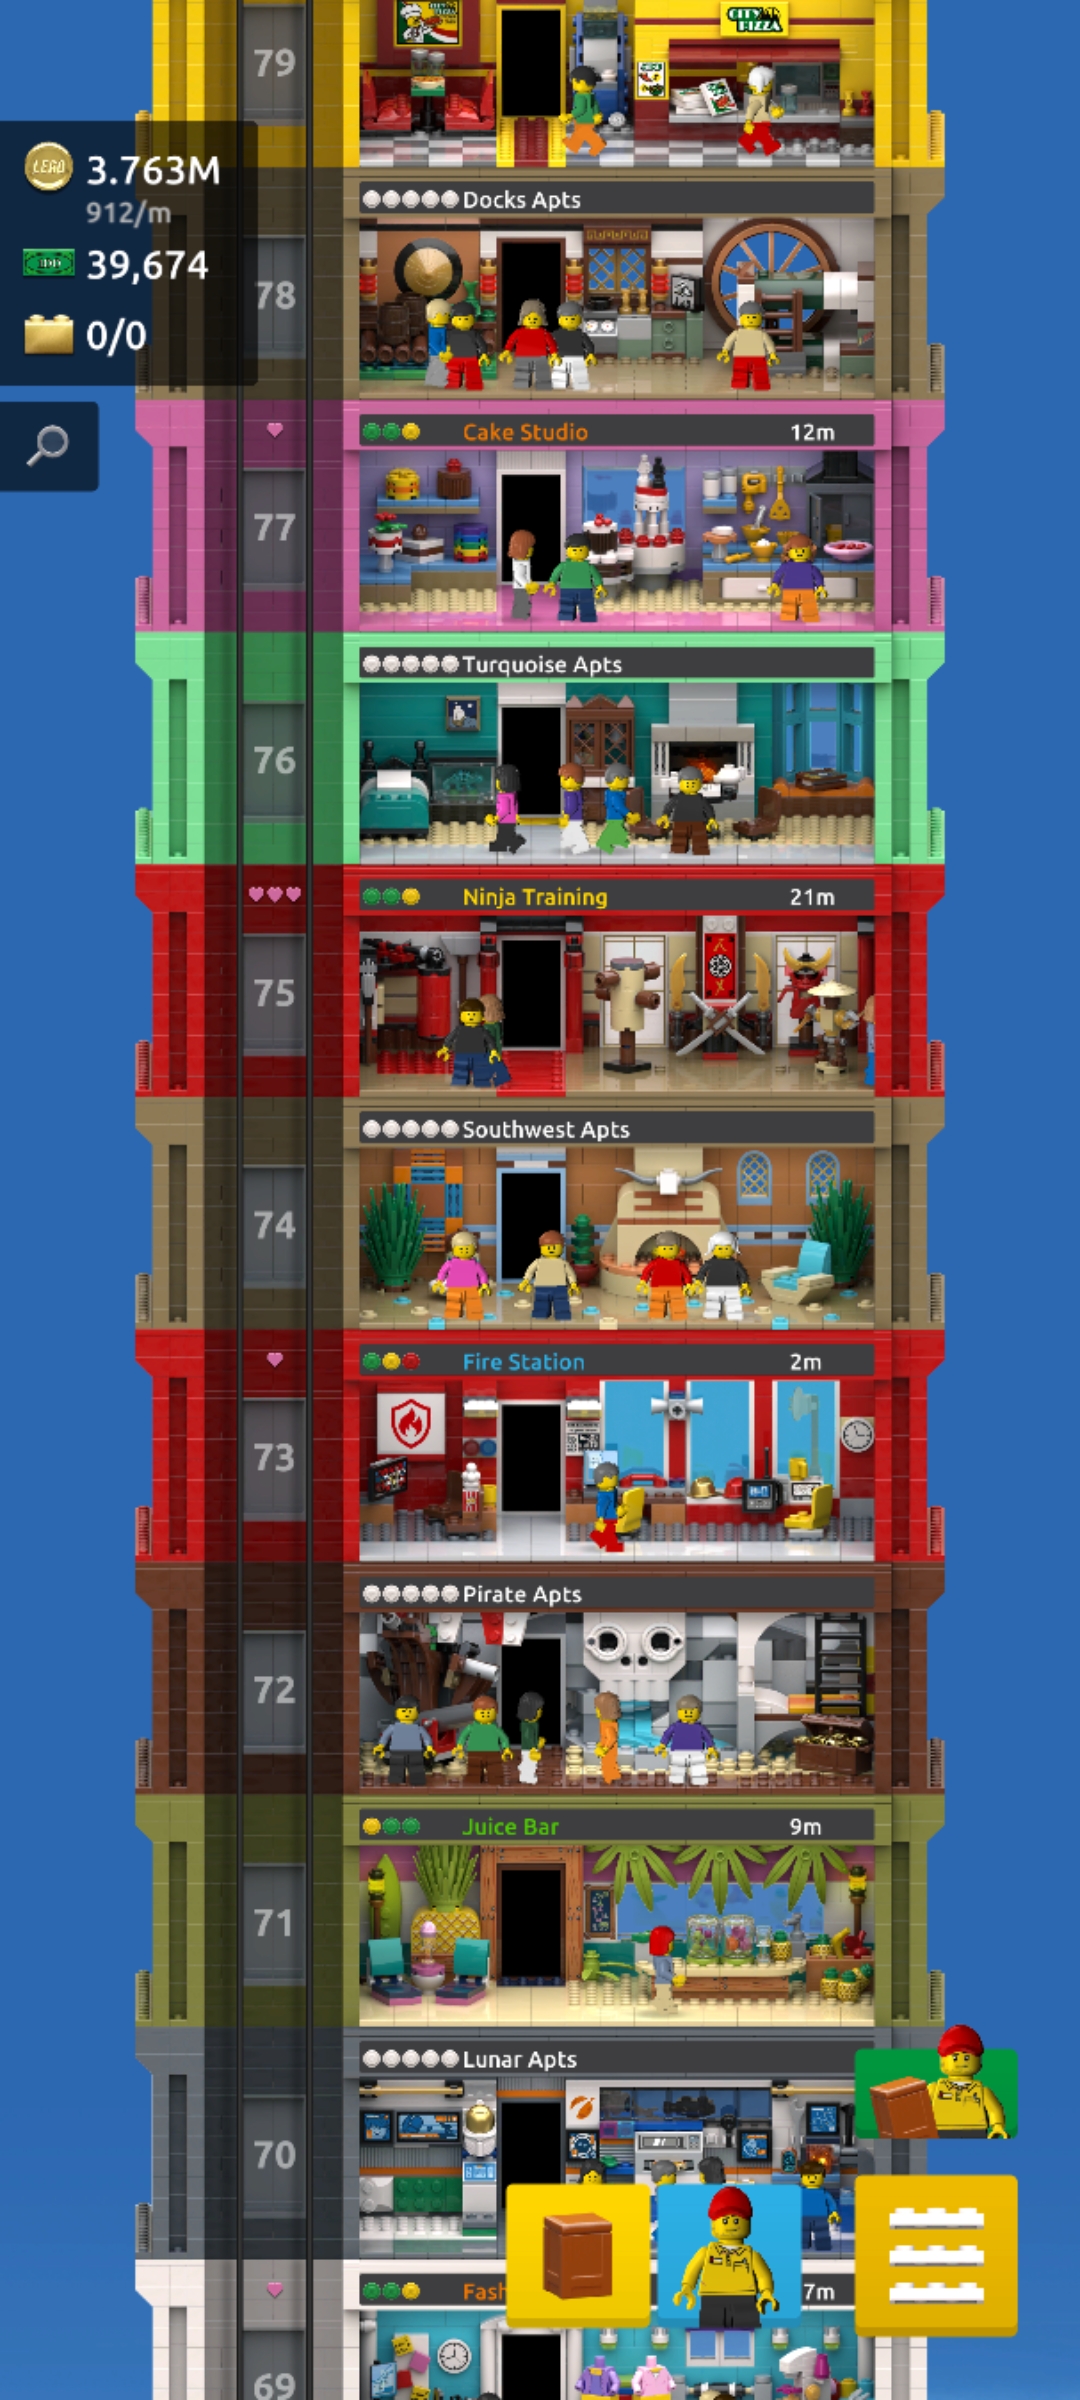 CITY
PIZZA
79
LEGO
3.763M
912/m
39,674
0/0
Docks Apts
78
Cake Studio
12m
77
Turquoise Apts
76
Ninja Training
21m
75
Southwest Apts
74
Fire Station
2m
73
Pirate Apts
72
Juice Bar
9m
71
Lunar Apts
70
Fash
7m
69